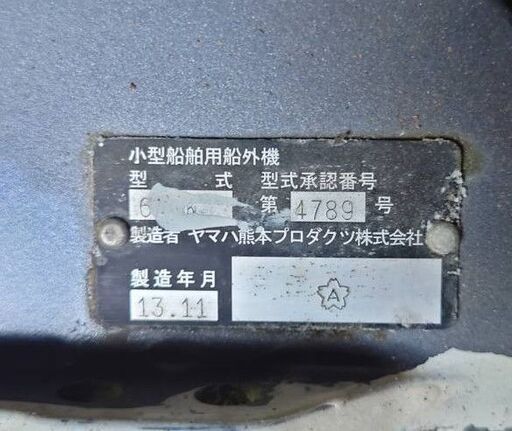 小型船舶用船外機
型 式 型式承認番号
6 第 4789 号
製造者 ヤマハ熊本プロダクツ株式会社
製造年月
13.11
A